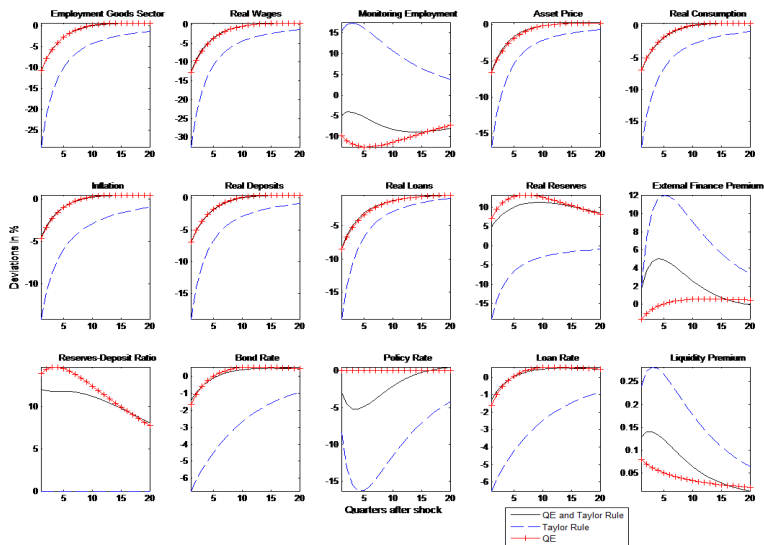 Employment Goods Sector
Real Wages
Monitoring Employment
Asset Price
Real Consumption
0
-5
-10
-15
-20
-25
5 10 15 20
0
-5
-10
-15
-20
-25
-30
5 10 15 20
15
10
5
0
-5
-10
5 10 15 20
0
-5
-10
-15
5 10 15 20
0
-5
-10
-15
5 10 15 20
Inflation
Real Deposits
Real Loans
Real Reserves
External Finance Premium
Deviations in %
0
-5
-10
5 10 15 20
0
-5
-10
-15
5 10 15 20
-5
-10
-15
5 10 15 20
10
5
0
-5
-10
-15
5 10 15 20
12
10
8
6
4
2
0
5 10 15 20
Reserves-Deposit Ratio
Bond Rate
Policy Rate
Loan Rate
Liquidity Premium
10
5
0
5 10 15 20
0
-1
-2
-3
-4
-5
-6
5 10 15 20
0
-5
-10
-15
5 10 15 20
0
-1
-2
-3
-4
-5
-6
5 10 15 20
0.25
0.2
0.15
0.1
0.05
5 10 15 20
Quarters after shock
QE and Taylor Rule
Taylor Rule
QE